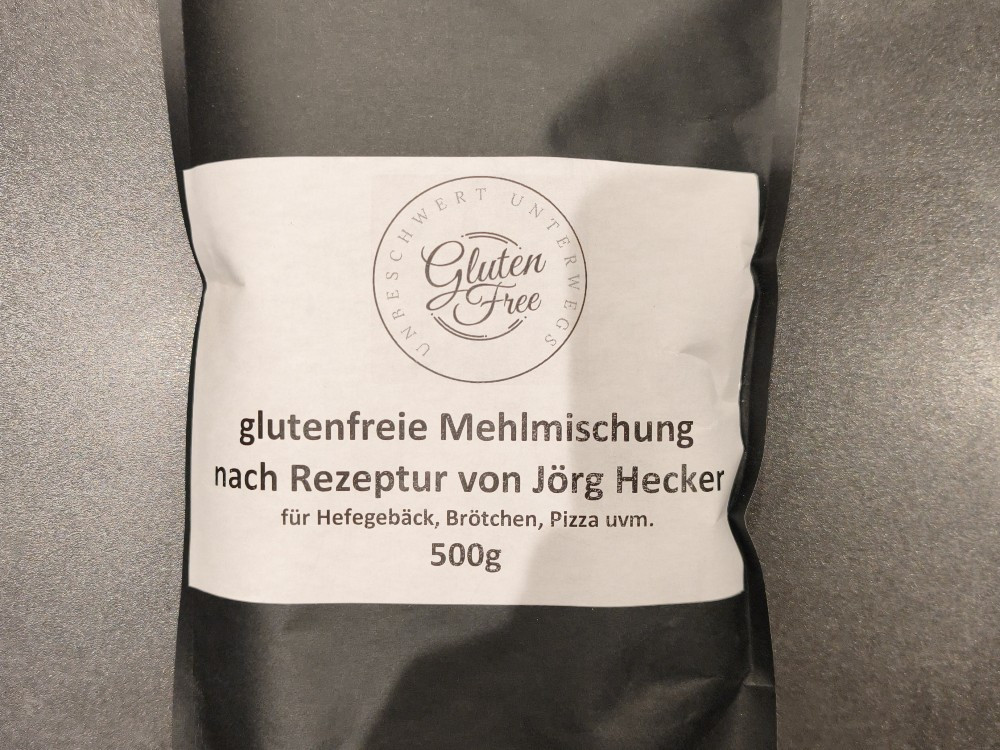 UNBESCHWERT UNTERWEGS
Gluten
Free
glutenfreie Mehlmischung
nach Rezeptur von Jörg Hecker
für Hefegebäck, Brötchen, Pizza uvm.
500g